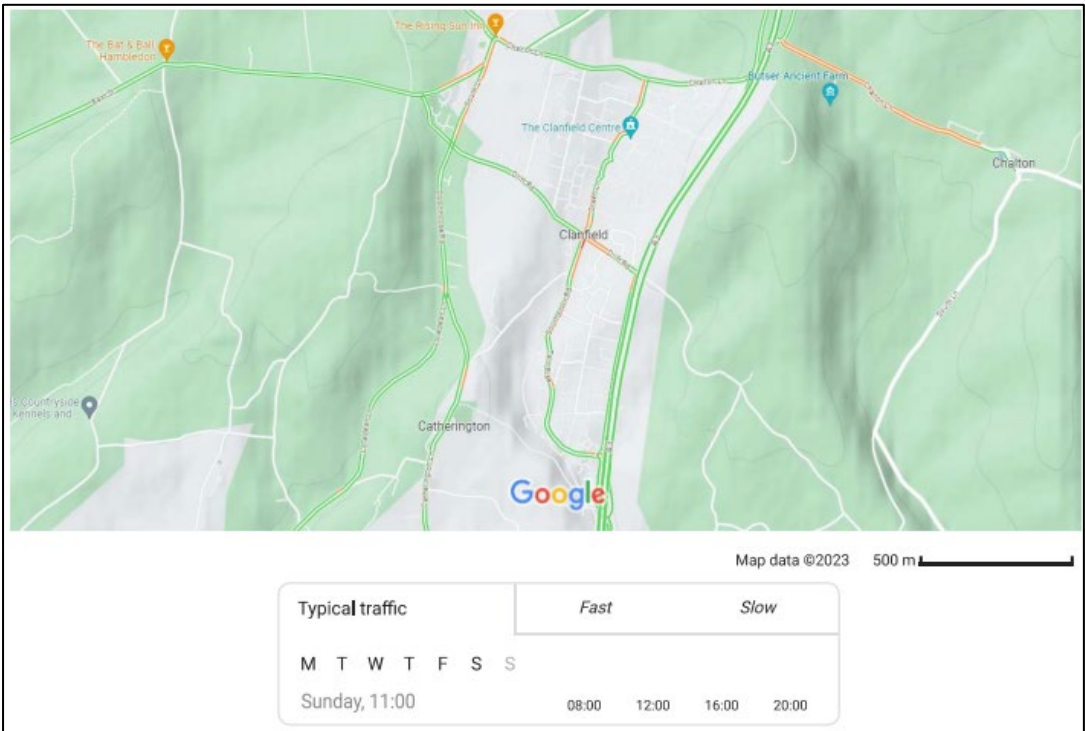 The Rising Sun Inn
The Bat & Ball
Hambledon
Butser Ancient Farm
The Clanfield Centre
Chalton
Clanfield
Drift Rd
Catherington
Countryside
Kennels and
Google
Map data ©2023 500 m
Typical traffic Fast Slow
M T W T F S S
Sunday, 11:00 08:00 12:00 16:00 20:00